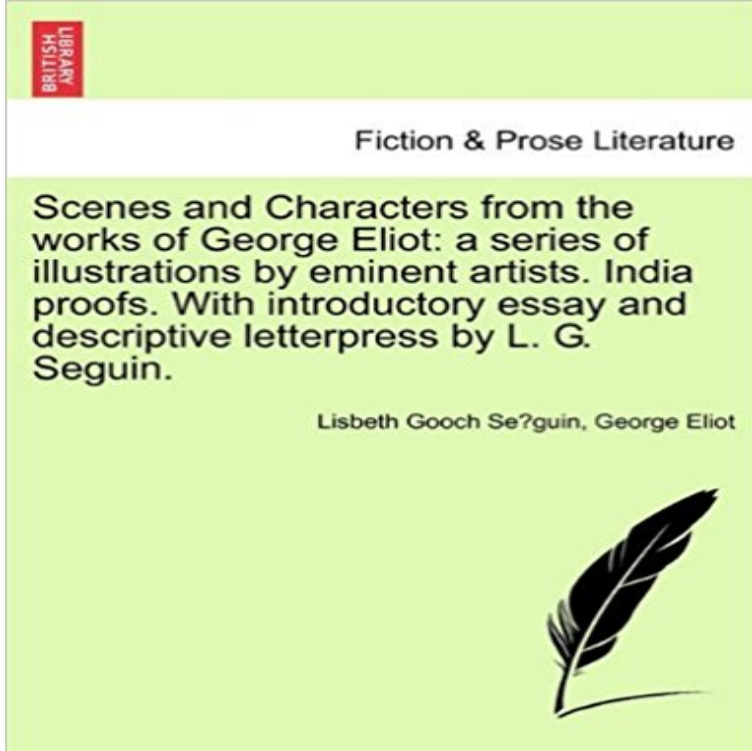 BRITISH
LIBRARY
Fiction & Prose Literature
Scenes and Characters from the
works of George Eliot: a series of
illustrations by eminent artists. India
proofs. With introductory essay and
descriptive letterpress by L. G.
Seguin.
Lisbeth Gooch Se?guin, George Eliot